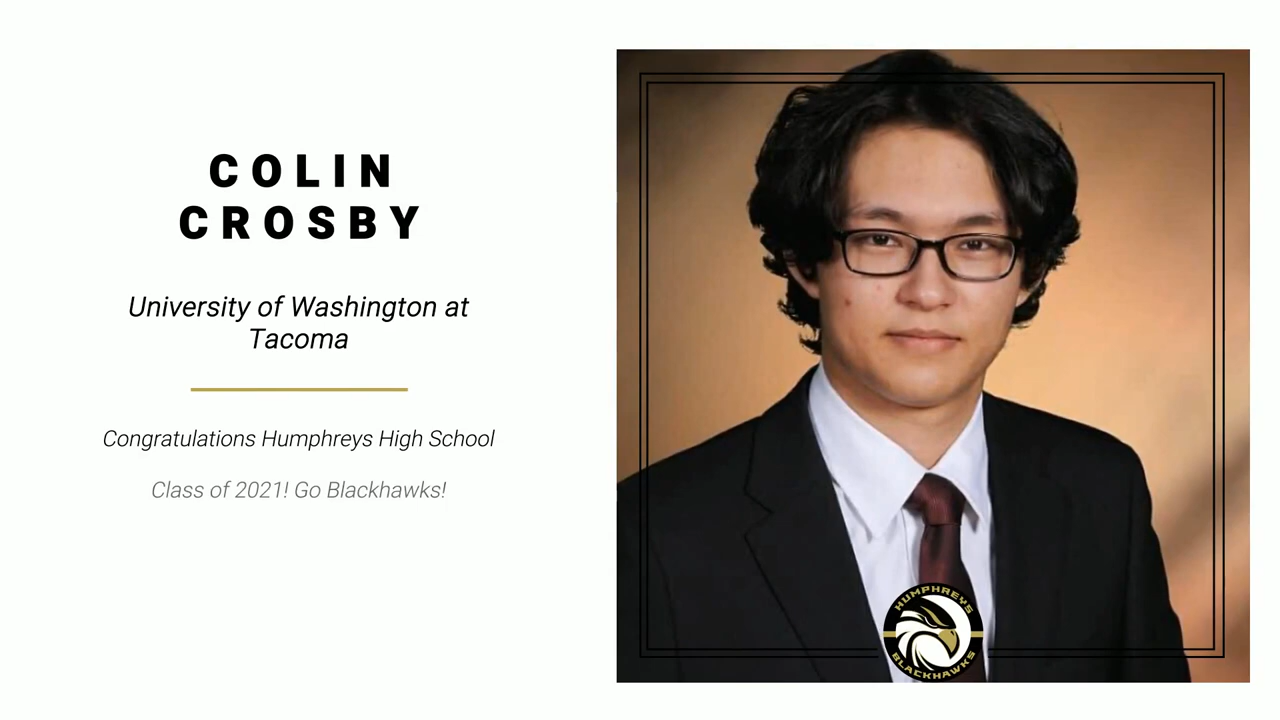 COLIN
CROSBY
University of Washington at
Tacoma
Congratulations Humphreys High School
Class of 2021! Go Blackhawks!
HUMPHREYS
BLACKHAWKS